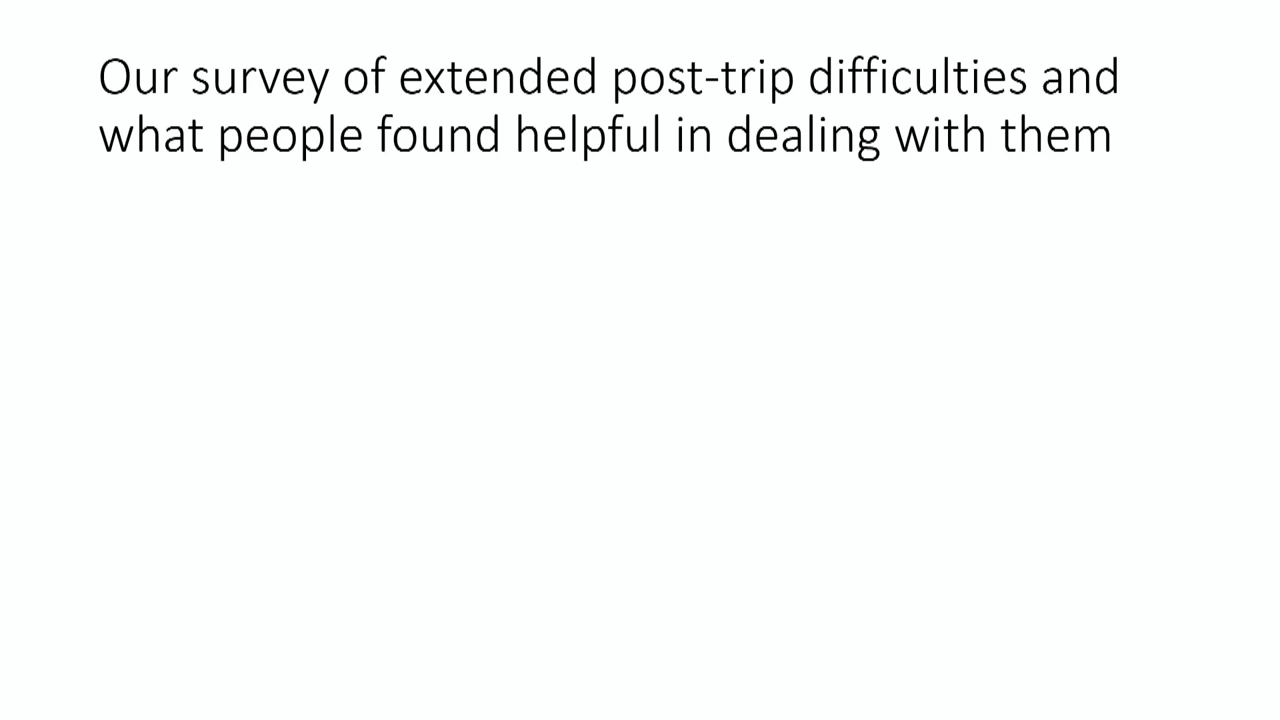 Our survey of extended post-trip difficulties and
what people found helpful in dealing with them